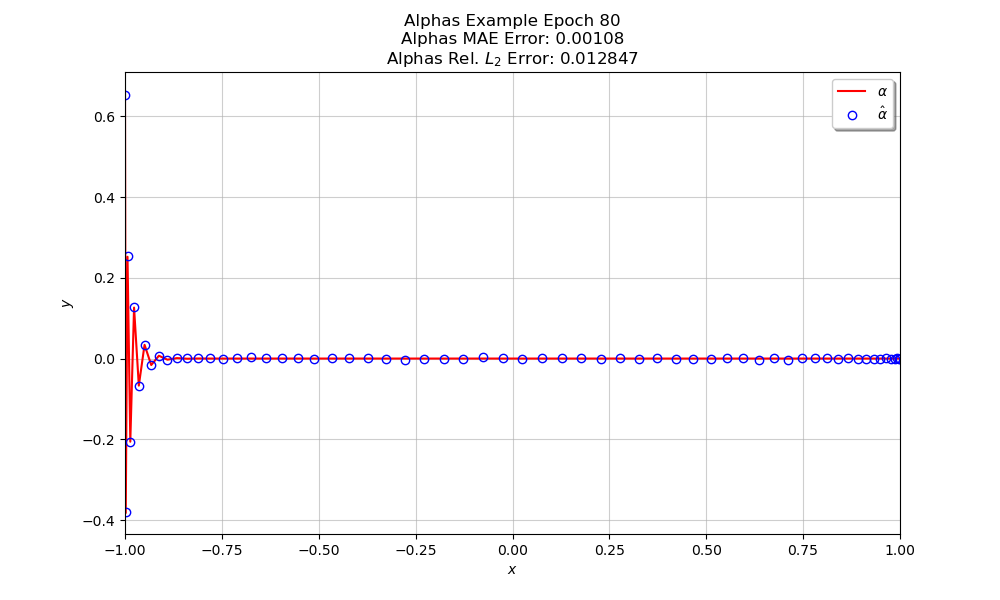 Alphas Example Epoch 80
Alphas MAE Error: 0.00108
Alphas Rel. $L_2$ Error: 0.012847
α
α̂
y
0.6
0.4
0.2
0.0
−0.2
−0.4
−1.00 −0.75 −0.50 −0.25 0.00 0.25 0.50 0.75 1.00
x